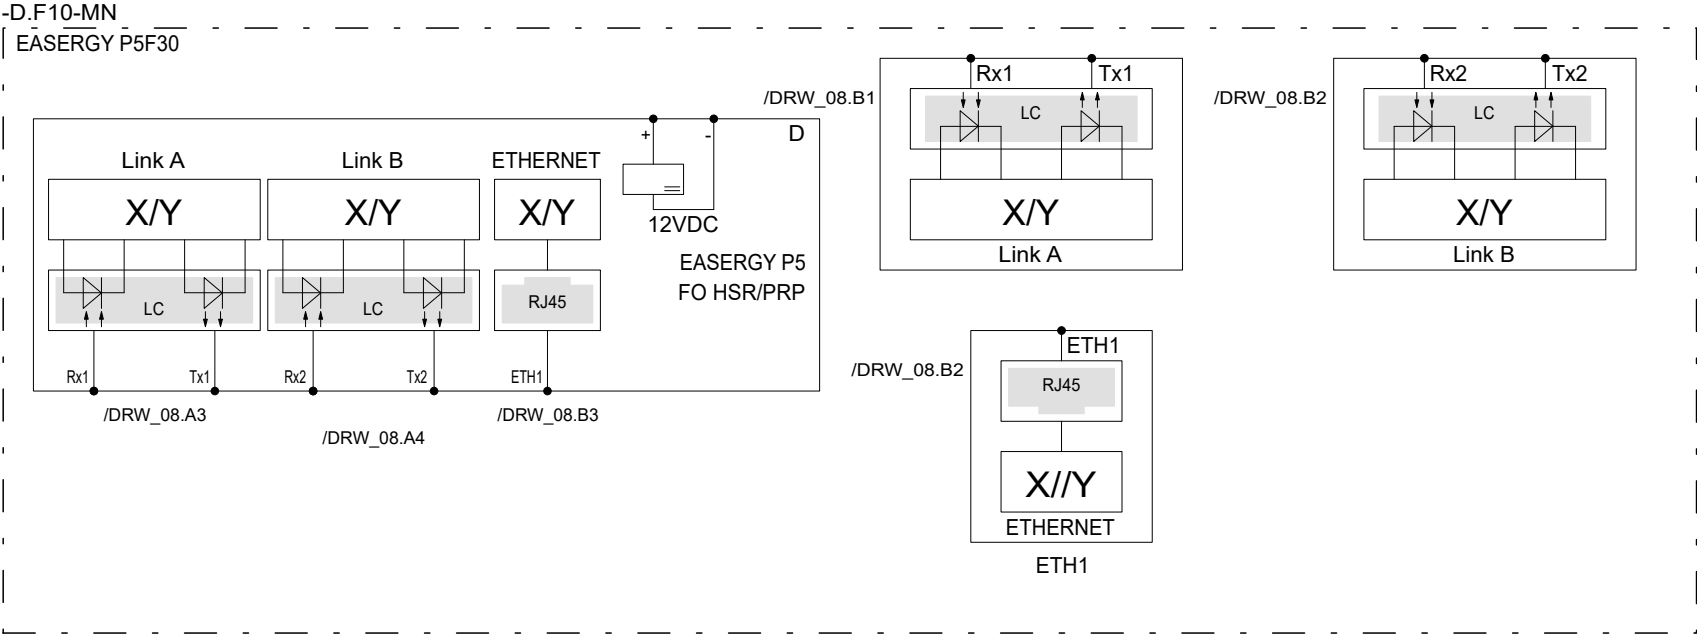 -D.F10-MN
EASERGY P5F30
D
Link A
Link B
ETHERNET
X/Y
X/Y
X/Y
+
-
12VDC
EASERGY P5
FO HSR/PRP
LC
LC
RJ45
Rx1
Tx1
Rx2
Tx2
ETH1
/DRW_08.A3
/DRW_08.A4
/DRW_08.B3
/DRW_08.B1
Rx1
Tx1
LC
X/Y
Link A
/DRW_08.B2
Rx2
Tx2
LC
X/Y
Link B
/DRW_08.B2
ETH1
RJ45
X//Y
ETHERNET
ETH1